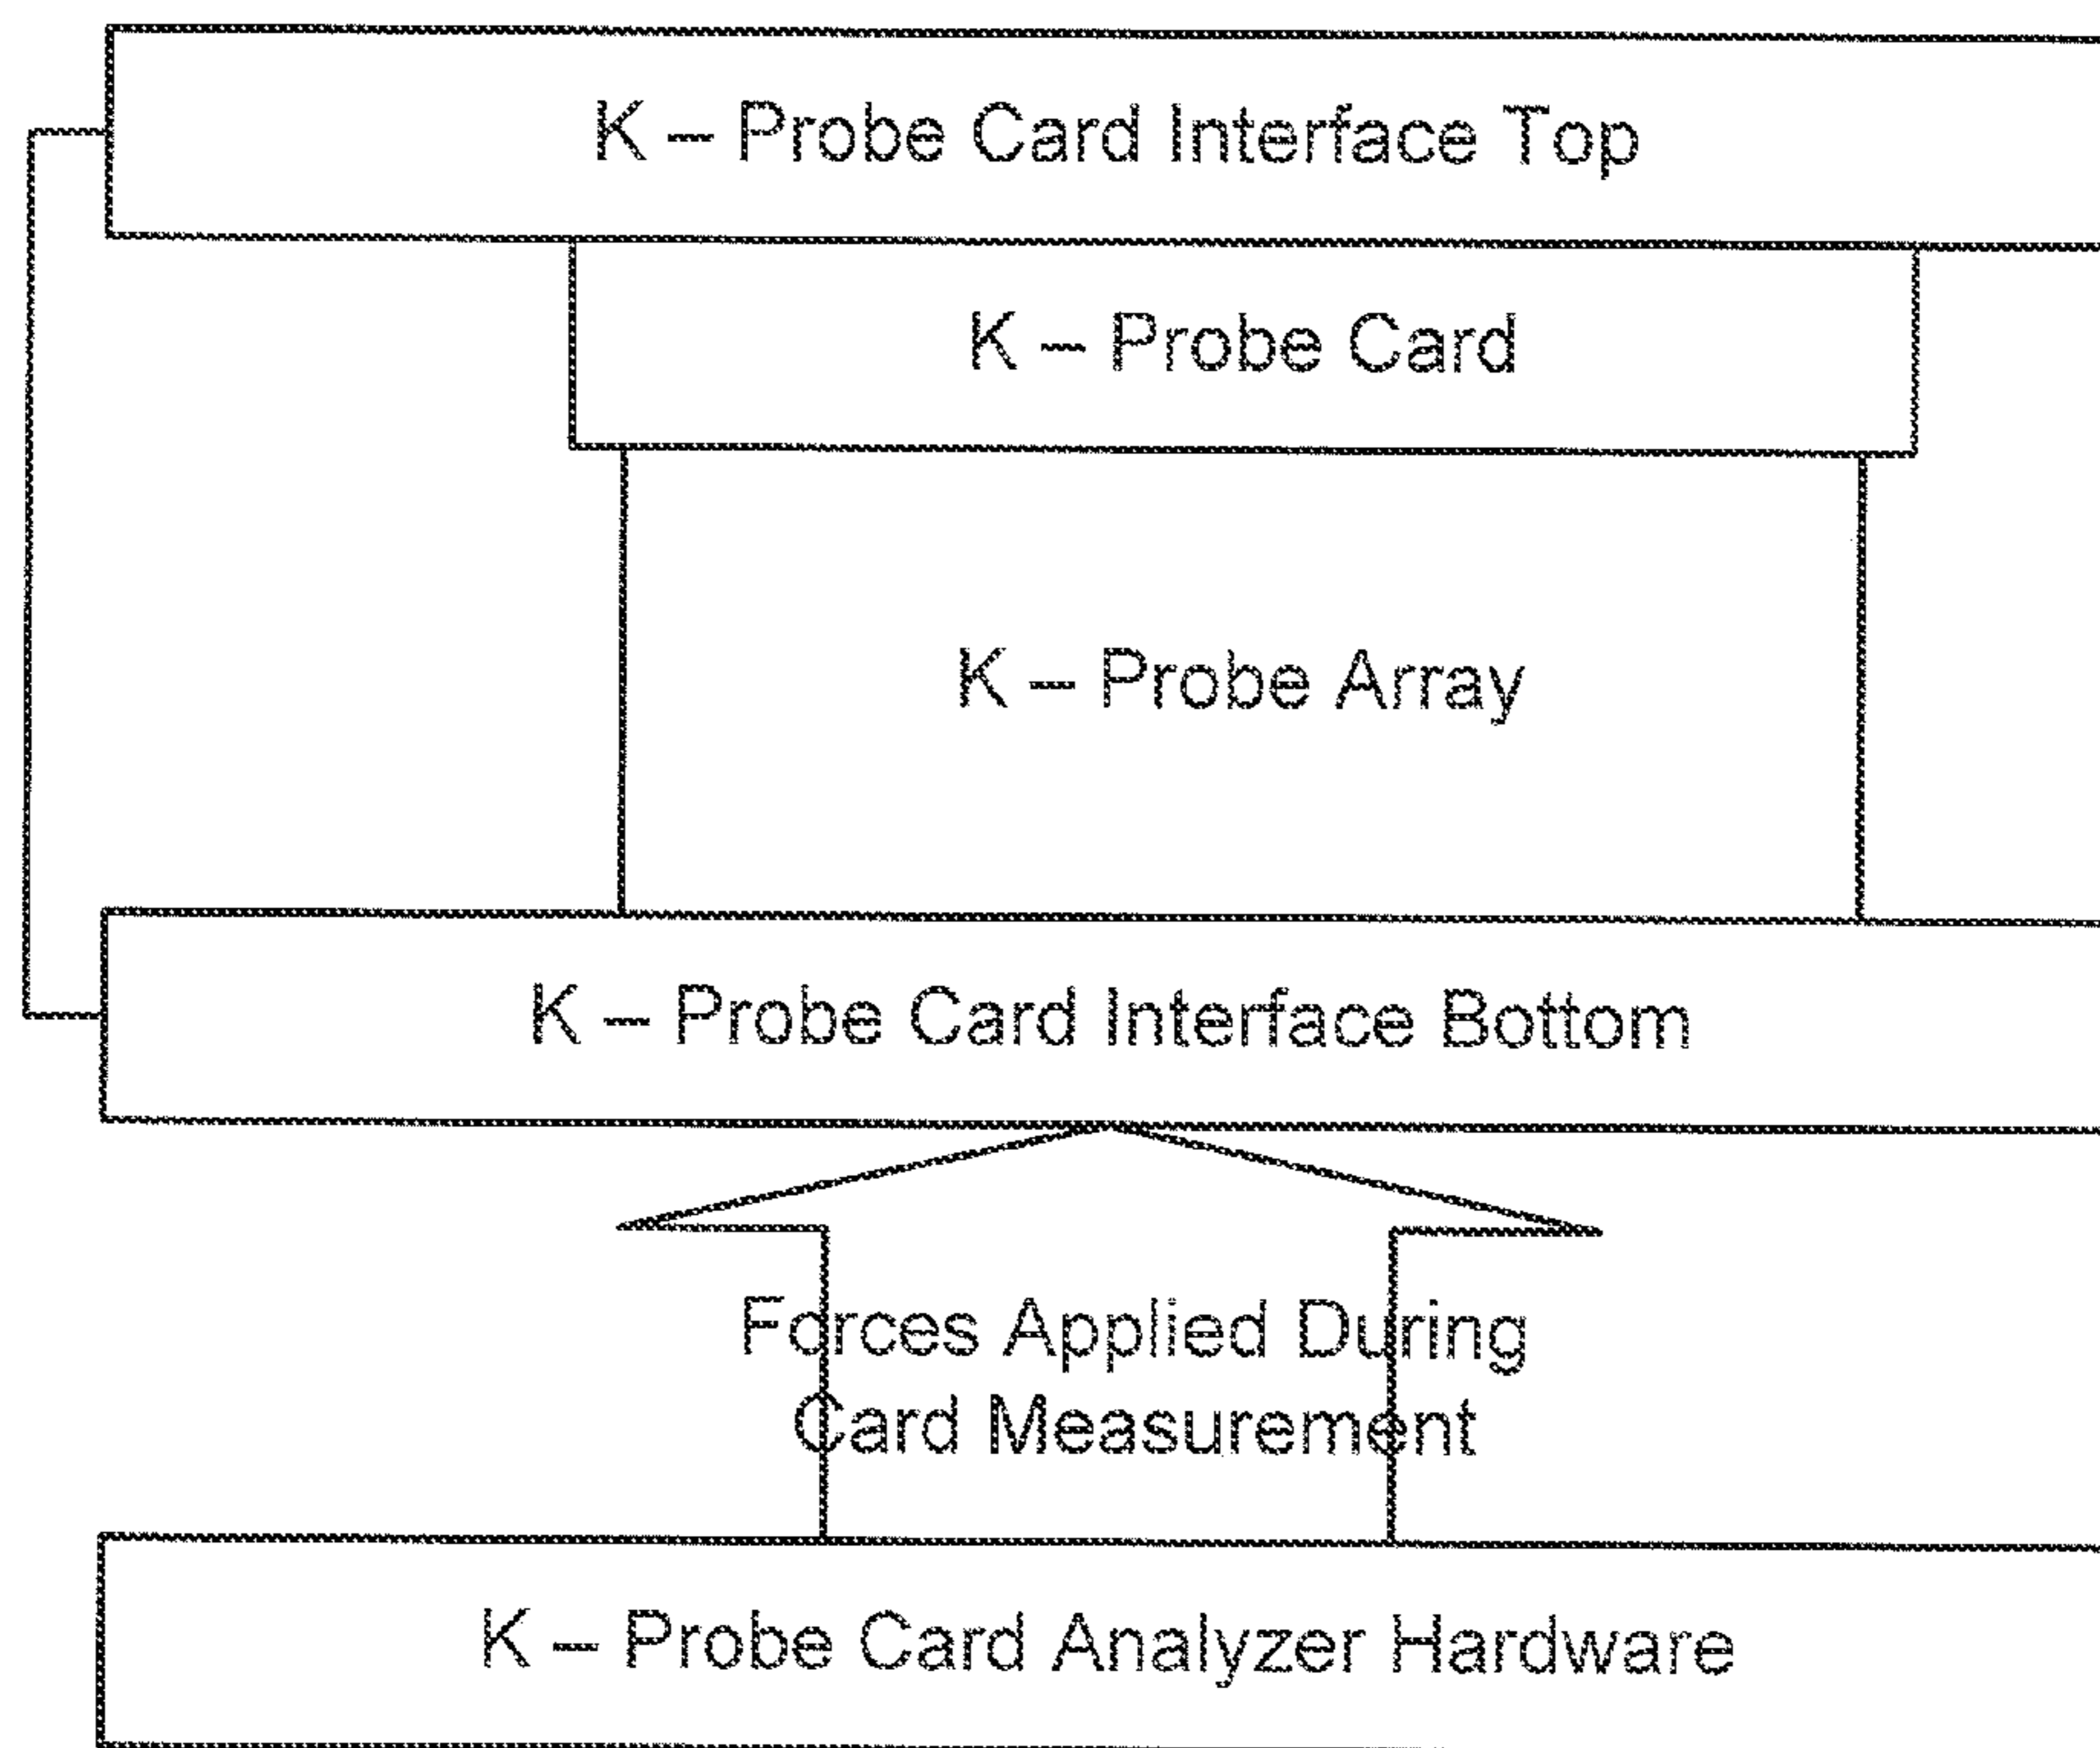 K – Probe Card Interface Top
K – Probe Card
K – Probe Array
K – Probe Card Interface Bottom
Forces Applied During
Card Measurement
K – Probe Card Analyzer Hardware